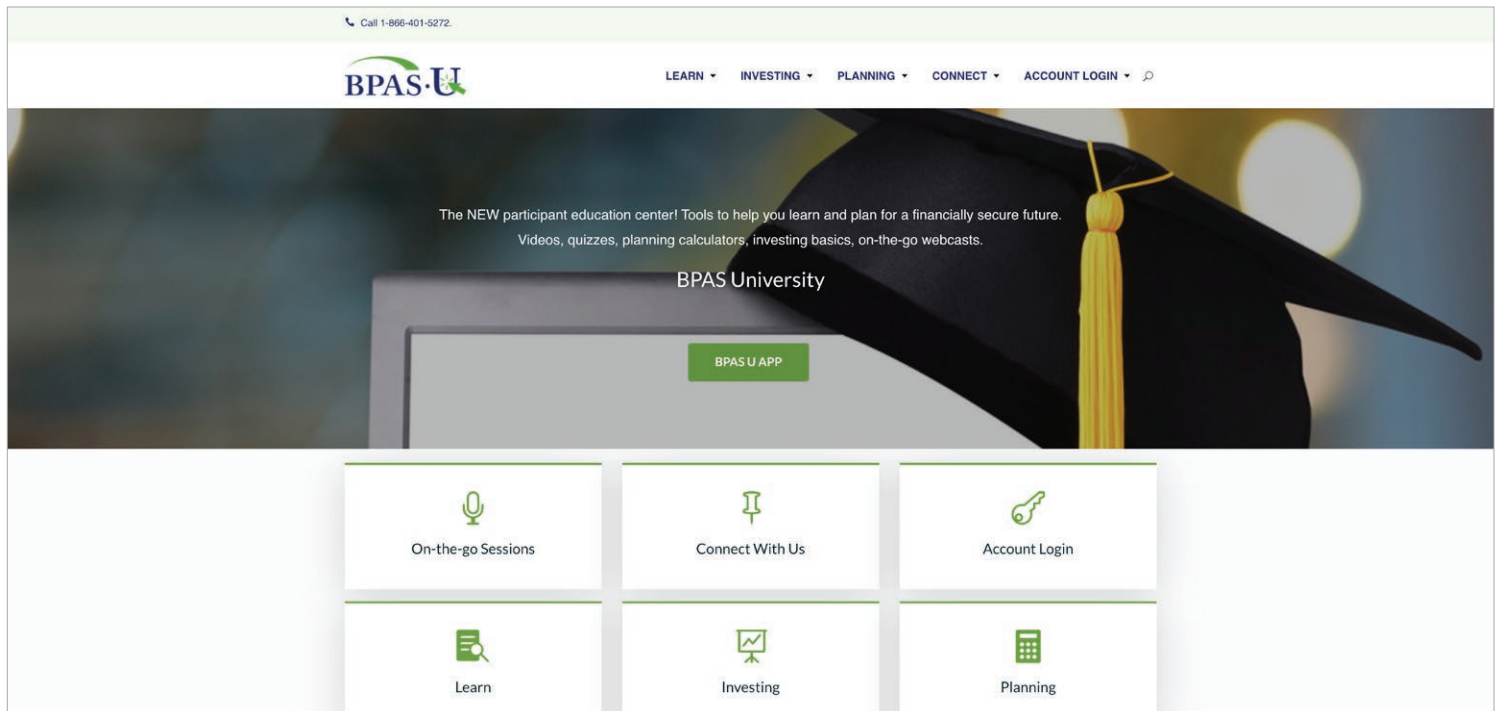 Call 1-866-401-5272.
BPAS·U
LEARN INVESTING PLANNING CONNECT ACCOUNT LOGIN
The NEW participant education center! Tools to help you learn and plan for a financially secure future.
Videos, quizzes, planning calculators, investing basics, on-the-go webcasts.
BPAS University
BPAS U APP
On-the-go Sessions
Connect With Us
Account Login
Learn
Investing
Planning